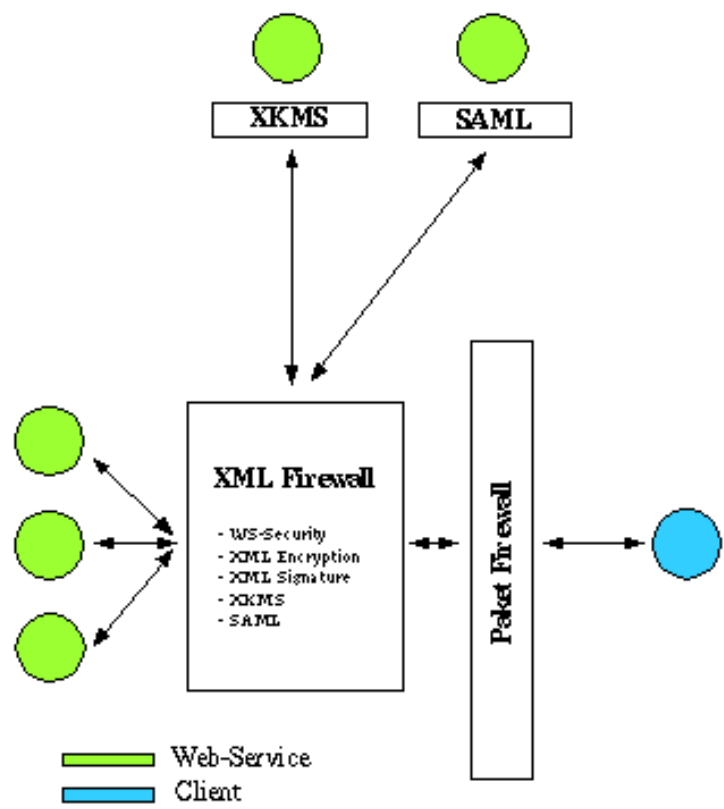 XKMS
SAML
XML Firewall
- WS-Security
- XML Encryption
- XML Signature
- XKMS
- SAML
Paket Firewall
Web-Service
Client